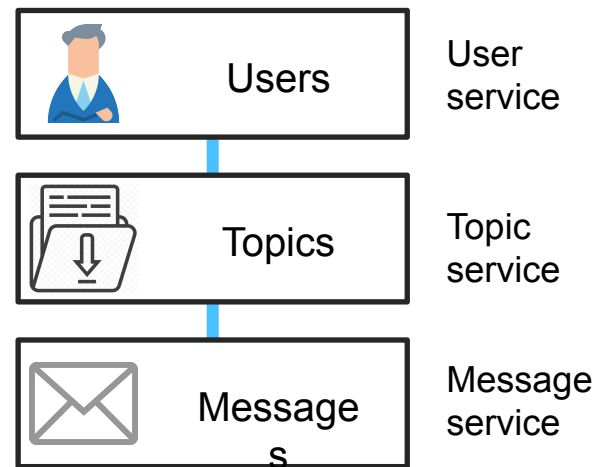 Users
User
service
Topics
Topic
service
Message
s
Message
service